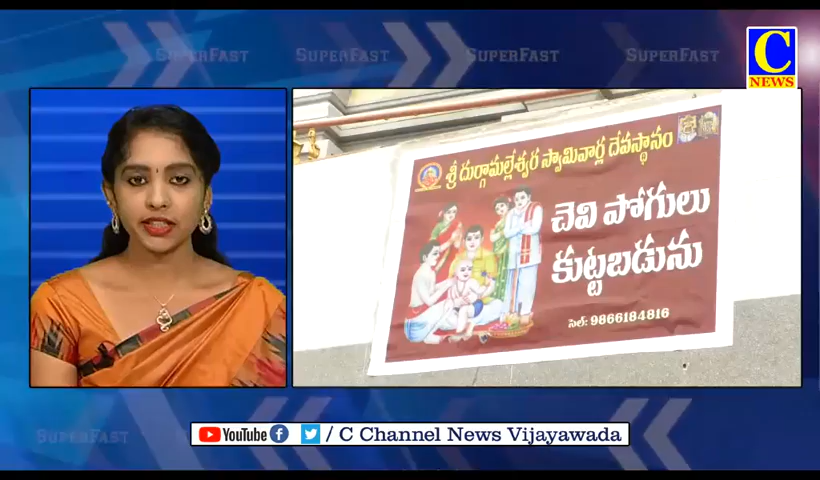 SUPERFAST SUPERFAST SUPERFAST SUPERFAST
C
NEWS
శ్రీ దుర్గామల్లేశ్వర స్వామివార్ల దేవస్థానం
చెవి పోగులు
కుట్టబడును
సెల్: 9866184816
SUPERFAST
YouTube / C Channel News Vijayawada